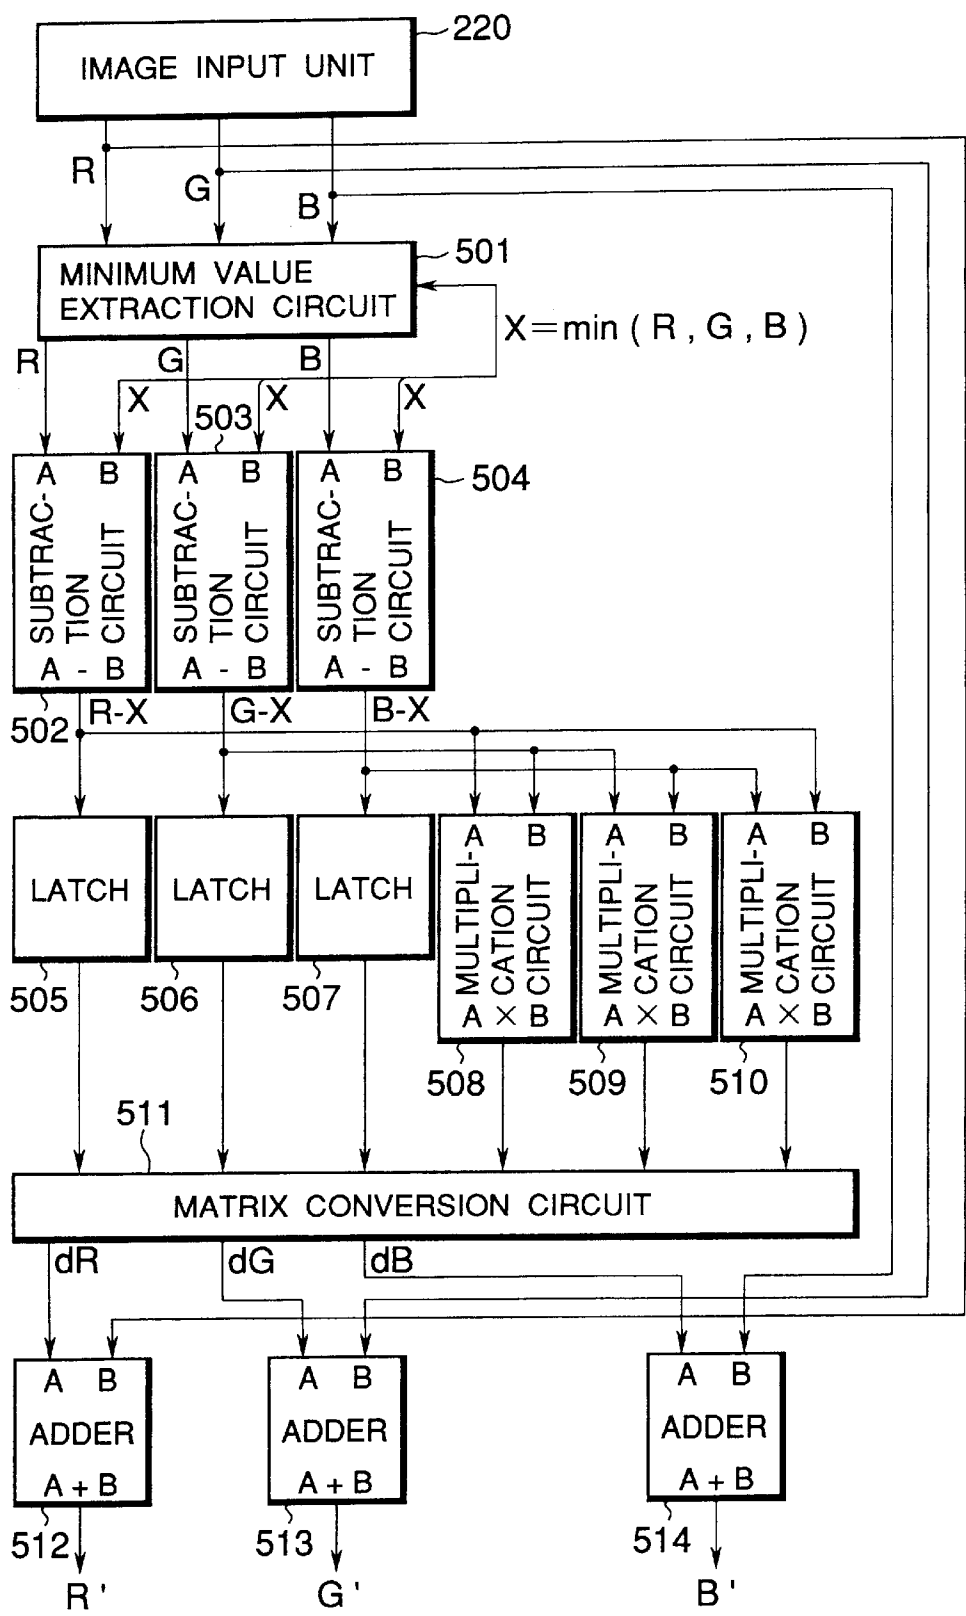 220
IMAGE INPUT UNIT
R
G
B
501
MINIMUM VALUE
EXTRACTION CIRCUIT
X=min ( R , G , B )
R
G
B
X
X
X
503
504
A B
SUBTRAC-
TION
CIRCUIT
A - B
A B
SUBTRAC-
TION
CIRCUIT
A - B
A B
SUBTRAC-
TION
CIRCUIT
A - B
502
R-X
G-X
B-X
LATCH
LATCH
LATCH
A B
MULTIPLI-
CATION
CIRCUIT
A × B
A B
MULTIPLI-
CATION
CIRCUIT
A × B
A B
MULTIPLI-
CATION
CIRCUIT
A × B
505
506
507
508
509
510
511
MATRIX CONVERSION CIRCUIT
dR
dG
dB
A B
ADDER
A + B
A B
ADDER
A + B
A B
ADDER
A + B
512
513
514
R '
G '
B '